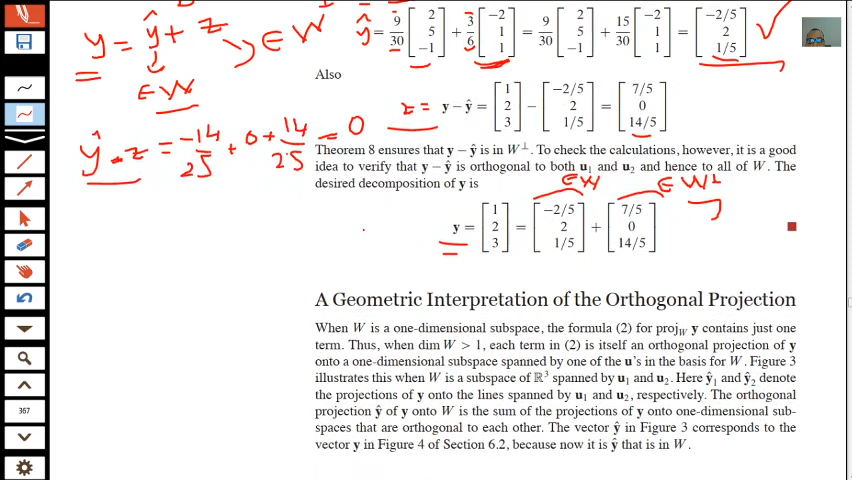 y = ŷ + z ∈ W
∈ W
ŷ = 9/30 [2 5 −1] + 3/6 [−2 1 1] = 9/30 [2 5 −1] + 15/30 [−2 1 1] = [−2/5 2 1/5]
Also
z = y − ŷ = [1 2 3] − [−2/5 2 1/5] = [7/5 0 14/5]
ŷ · z = −14/25 + 0 + 14/25 = 0
Theorem 8 ensures that y − ŷ is in W⊥. To check the calculations, however, it is a good
idea to verify that y − ŷ is orthogonal to both u₁ and u₂ and hence to all of W. The
desired decomposition of y is
∈ W ∈ W⊥
y = [1 2 3] = [−2/5 2 1/5] + [7/5 0 14/5]
A Geometric Interpretation of the Orthogonal Projection
When W is a one-dimensional subspace, the formula (2) for proj_W y contains just one
term. Thus, when dim W > 1, each term in (2) is itself an orthogonal projection of y
onto a one-dimensional subspace spanned by one of the u's in the basis for W. Figure 3
illustrates this when W is a subspace of ℝ³ spanned by u₁ and u₂. Here ŷ₁ and ŷ₂ denote
the projections of y onto the lines spanned by u₁ and u₂, respectively. The orthogonal
projection ŷ of y onto W is the sum of the projections of y onto one-dimensional sub-
spaces that are orthogonal to each other. The vector ŷ in Figure 3 corresponds to the
vector y in Figure 4 of Section 6.2, because now it is ŷ that is in W.
367